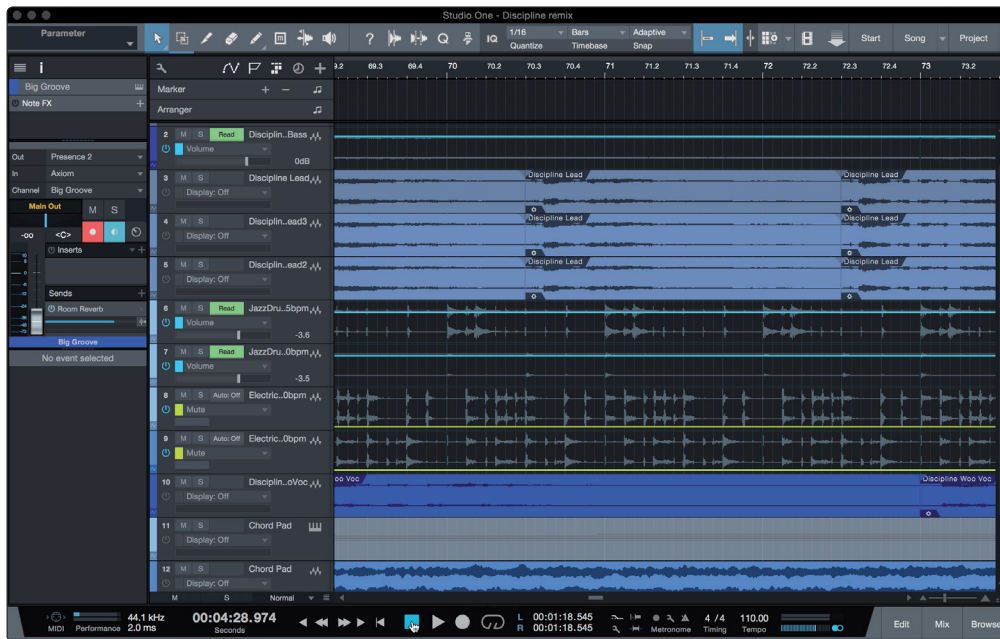 Studio One - Discipline remix
Parameter
? Q IQ 1/16 Bars Adaptive Start Song Project
Quantize Timebase Snap
i
9.2 69.3 69.4 70 70.2 70.3 70.4 71 71.2 71.3 71.4 72 72.2 72.3 72.4 73 73.2
Big Groove
Marker + −
Note FX +
Arranger
2 M S Read Disciplin..Bass
Volume
0dB
Out Presence 2
In Axiom
Channel Big Groove
3 M S Discipline Lead Discipline Lead Discipline Lead
Display: Off
Main Out M S
-oo <C>
4 M S Disciplin..ead3 Discipline Lead Discipline Lead
Display: Off
Inserts
5 M S Disciplin..ead2 Discipline Lead Discipline Lead
Display: Off
Sends +
Room Reverb
6 M S Read JazzDru..5bpm
Volume
-3.6
Big Groove
No event selected
7 M S Read JazzDru..0bpm
Volume
-3.5
8 M S Auto: Off Electric..0bpm
Mute
9 M S Auto: Off Electric..0bpm
Mute
10 M S Disciplin..oVoc oo Voc Discipline Woo Voc
Display: Off
11 M S Chord Pad
Display: Off
12 M S Chord Pad
Display: Off
M S Normal
MIDI Performance 44.1 kHz 2.0 ms
00:04:28.974
Seconds
L 00:01:18.545
R 00:01:18.545
Metronome
4 / 4
Timing
110.00
Tempo
Edit Mix Browse